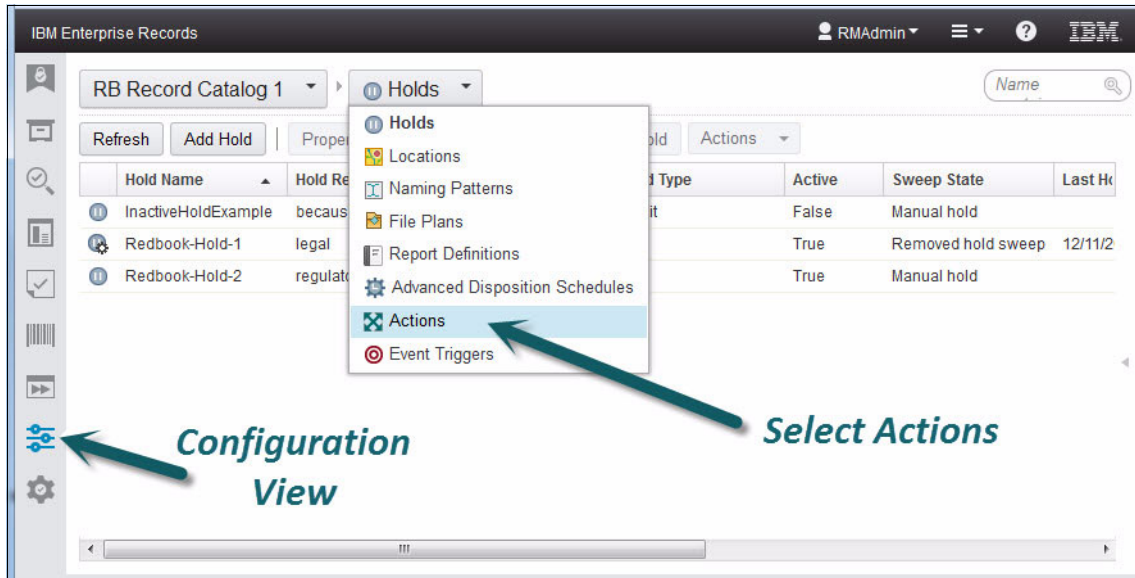 IBM Enterprise Records
RMAdmin
IBM
RB Record Catalog 1
Holds
Name
Refresh
Add Hold
Actions
Holds
Locations
Naming Patterns
File Plans
Report Definitions
Advanced Disposition Schedules
Actions
Event Triggers
Hold Name
Active
Sweep State
InactiveHoldExample
False
Manual hold
Redbook-Hold-1
legal
True
Removed hold sweep
12/11/2
Redbook-Hold-2
True
Manual hold
Configuration
View
Select Actions